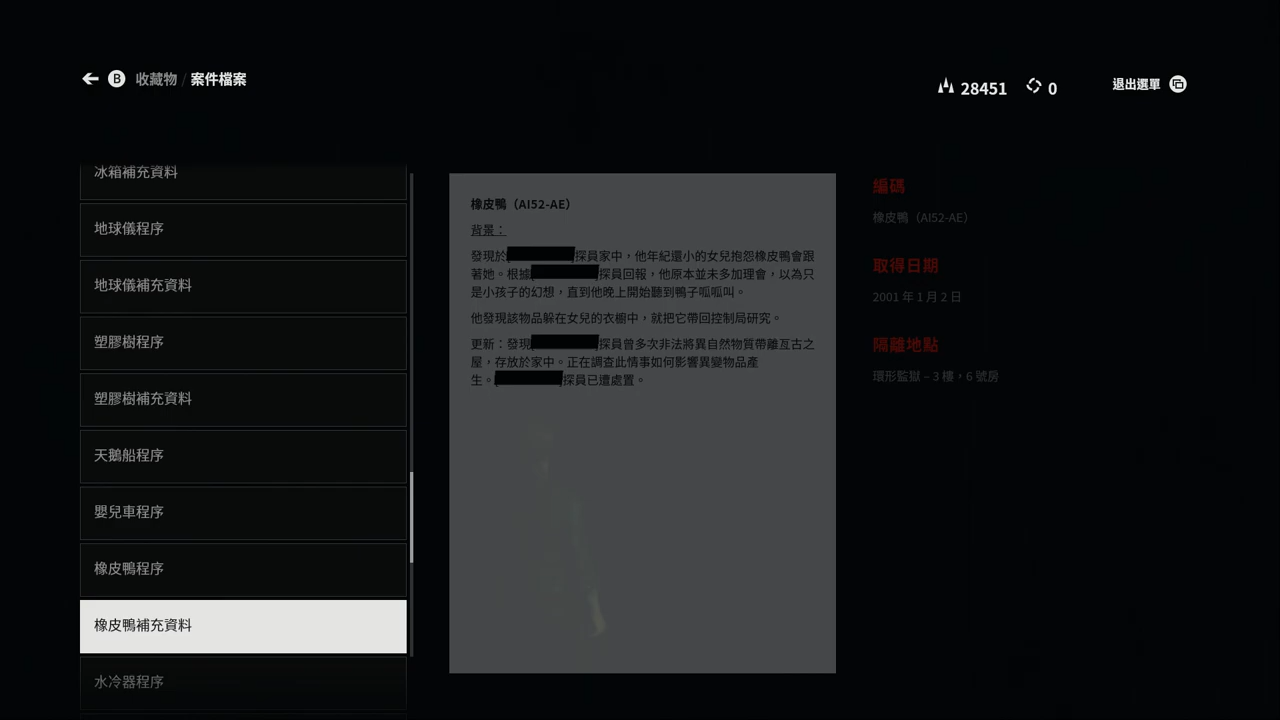 B 收藏物 / 案件檔案
28451 0
退出選單
冰箱補充資料
地球儀程序
地球儀補充資料
塑膠樹程序
塑膠樹補充資料
天鵝船程序
嬰兒車程序
橡皮鴨程序
橡皮鴨補充資料
水冷器程序
橡皮鴨（AI52-AE）
背景：
發現於探員家中，他年紀還小的女兒抱怨橡皮鴨會跟
著她。根據探員回報，他原本並未多加理會，以為只
是小孩子的幻想，直到他晚上開始聽到鴨子呱呱叫。
他發現該物品躲在女兒的衣櫥中，就把它帶回控制局研究。
更新：發現探員曾多次非法將異自然物質帶離亙古之
屋，存放於家中。正在調查此情事如何影響異變物品產
生。探員已遭處置。
編碼
橡皮鴨（AI52-AE）
取得日期
2001 年 1 月 2 日
隔離地點
環形監獄 – 3 樓，6 號房